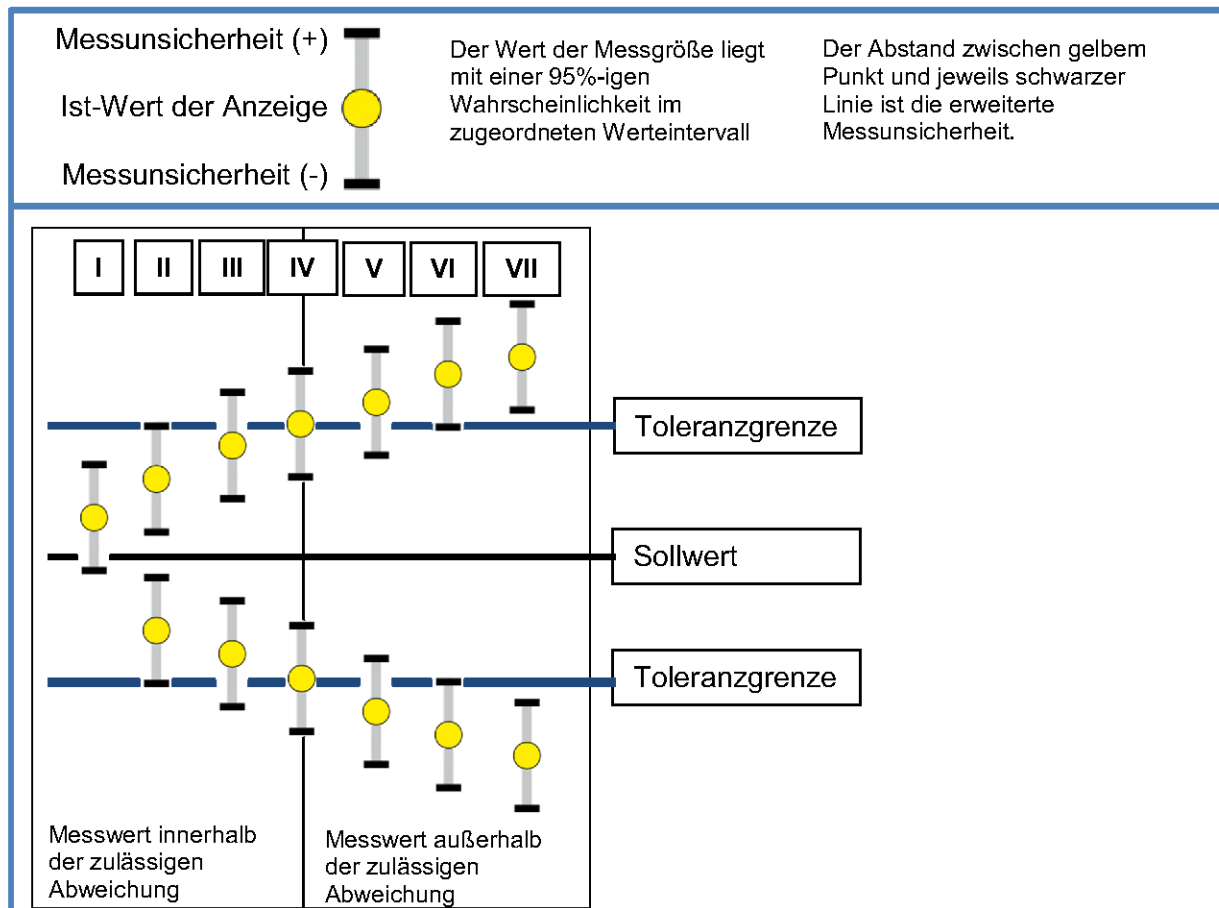 Messunsicherheit (+)
Ist-Wert der Anzeige
Messunsicherheit (-)
Der Wert der Messgröße liegt
mit einer 95%-igen
Wahrscheinlichkeit im
zugeordneten Werteintervall
Der Abstand zwischen gelbem
Punkt und jeweils schwarzer
Linie ist die erweiterte
Messunsicherheit.
I II III IV V VI VII
Toleranzgrenze
Sollwert
Toleranzgrenze
Messwert innerhalb
der zulässigen
Abweichung
Messwert außerhalb
der zulässigen
Abweichung